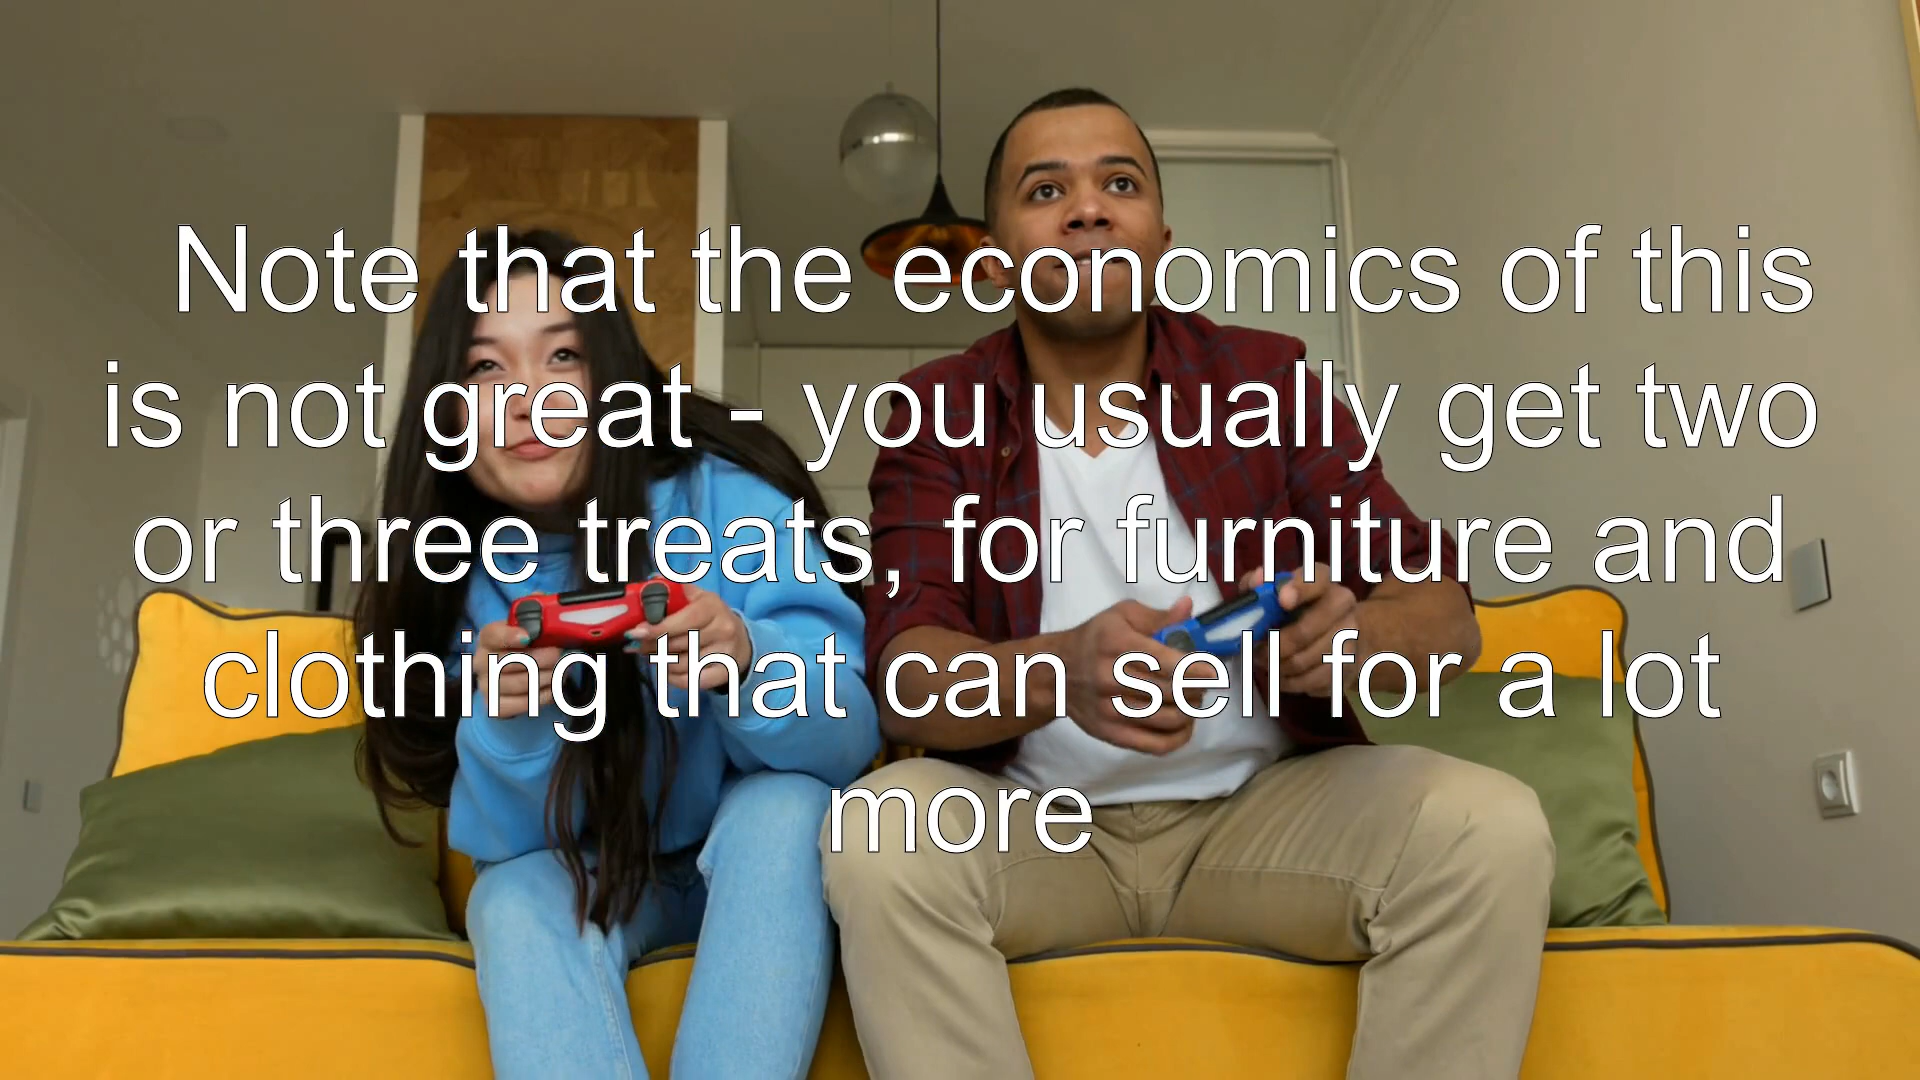 Note that the economics of this
is not great - you usually get two
or three treats, for furniture and
clothing that can sell for a lot
more